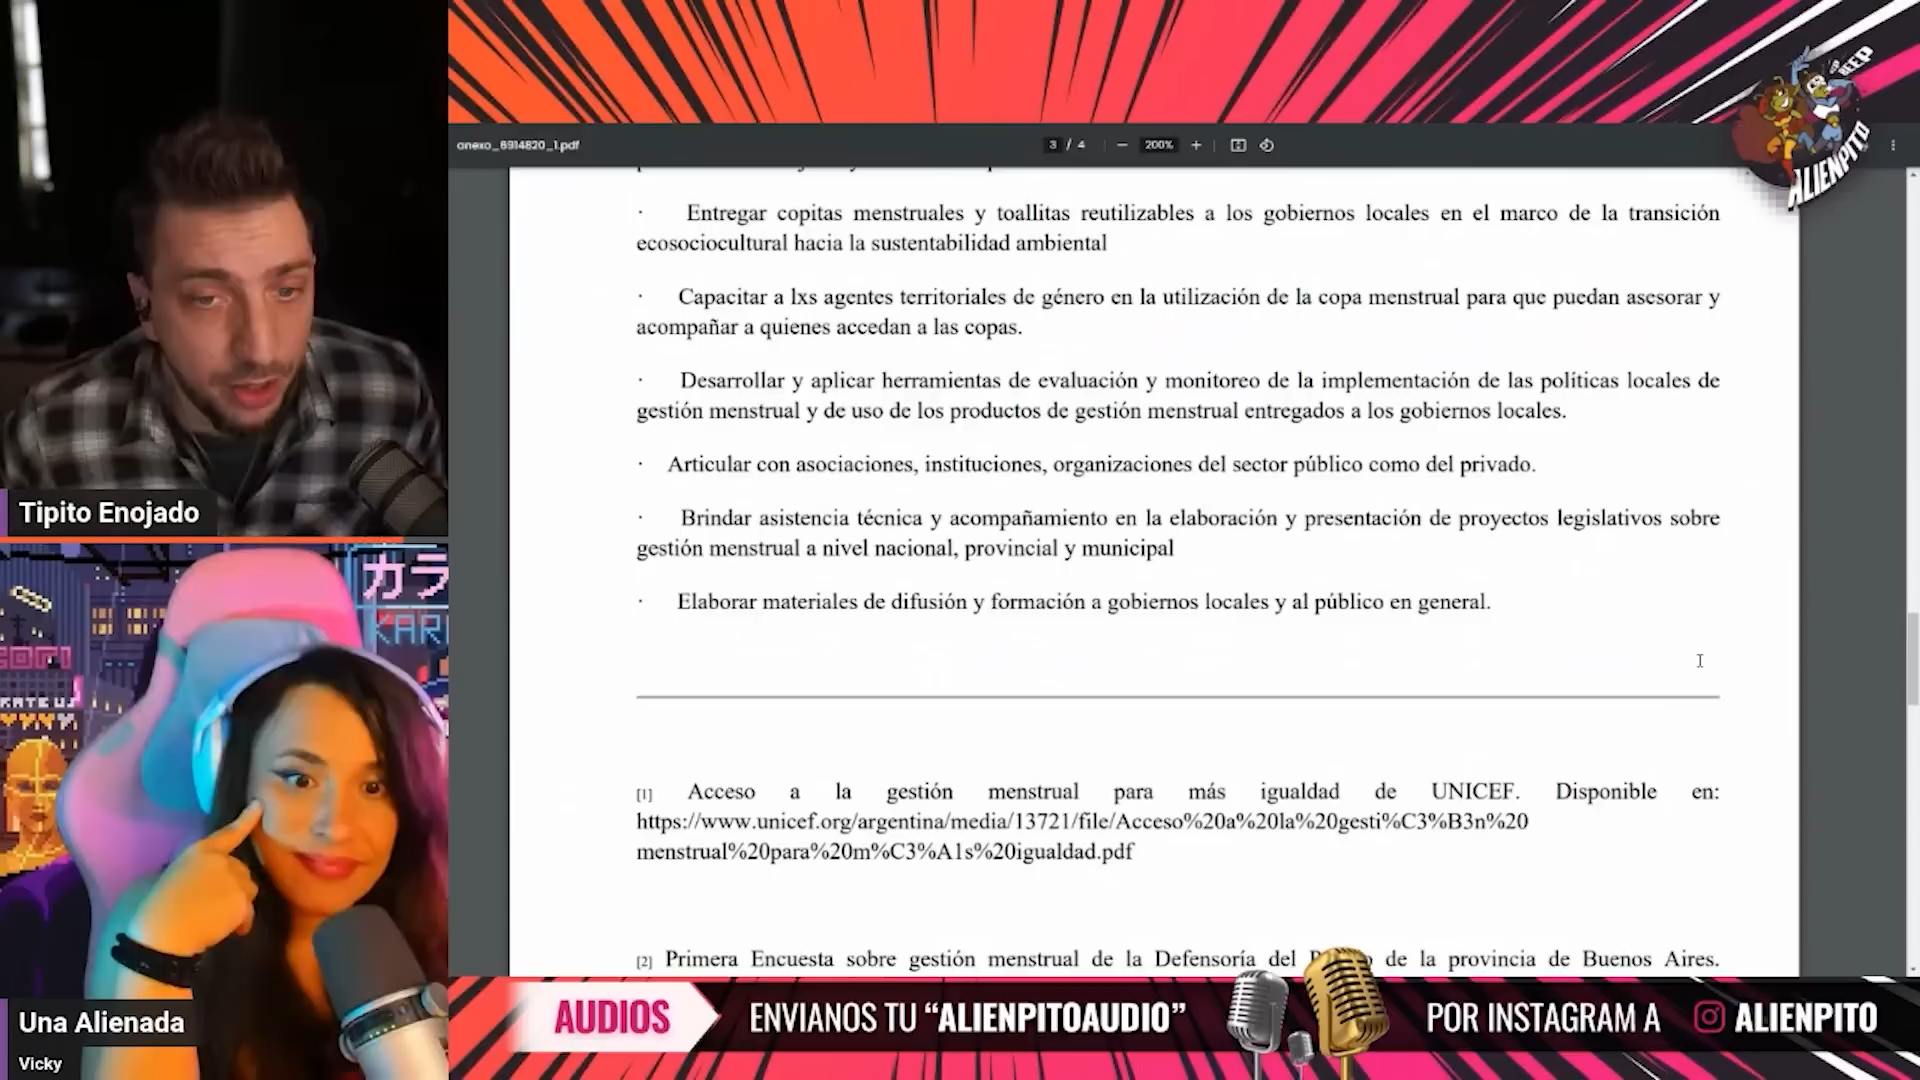 BEEP
ALIENPITO
anexo_6914820_1.pdf
3 / 4
200%
· Entregar copitas menstruales y toallitas reutilizables a los gobiernos locales en el marco de la transición
ecosociocultural hacia la sustentabilidad ambiental
· Capacitar a lxs agentes territoriales de género en la utilización de la copa menstrual para que puedan asesorar y
acompañar a quienes accedan a las copas.
· Desarrollar y aplicar herramientas de evaluación y monitoreo de la implementación de las políticas locales de
gestión menstrual y de uso de los productos de gestión menstrual entregados a los gobiernos locales.
· Articular con asociaciones, instituciones, organizaciones del sector público como del privado.
· Brindar asistencia técnica y acompañamiento en la elaboración y presentación de proyectos legislativos sobre
gestión menstrual a nivel nacional, provincial y municipal
· Elaborar materiales de difusión y formación a gobiernos locales y al público en general.
[1] Acceso a la gestión menstrual para más igualdad de UNICEF. Disponible en:
https://www.unicef.org/argentina/media/13721/file/Acceso%20a%20la%20gesti%C3%B3n%20
menstrual%20para%20m%C3%A1s%20igualdad.pdf
[2] Primera Encuesta sobre gestión menstrual de la Defensoría del de la provincia de Buenos Aires.
Tipito Enojado
カラ
Una Alienada
Vicky
AUDIOS
ENVIANOS TU “ALIENPITOAUDIO”
POR INSTAGRAM A ALIENPITO